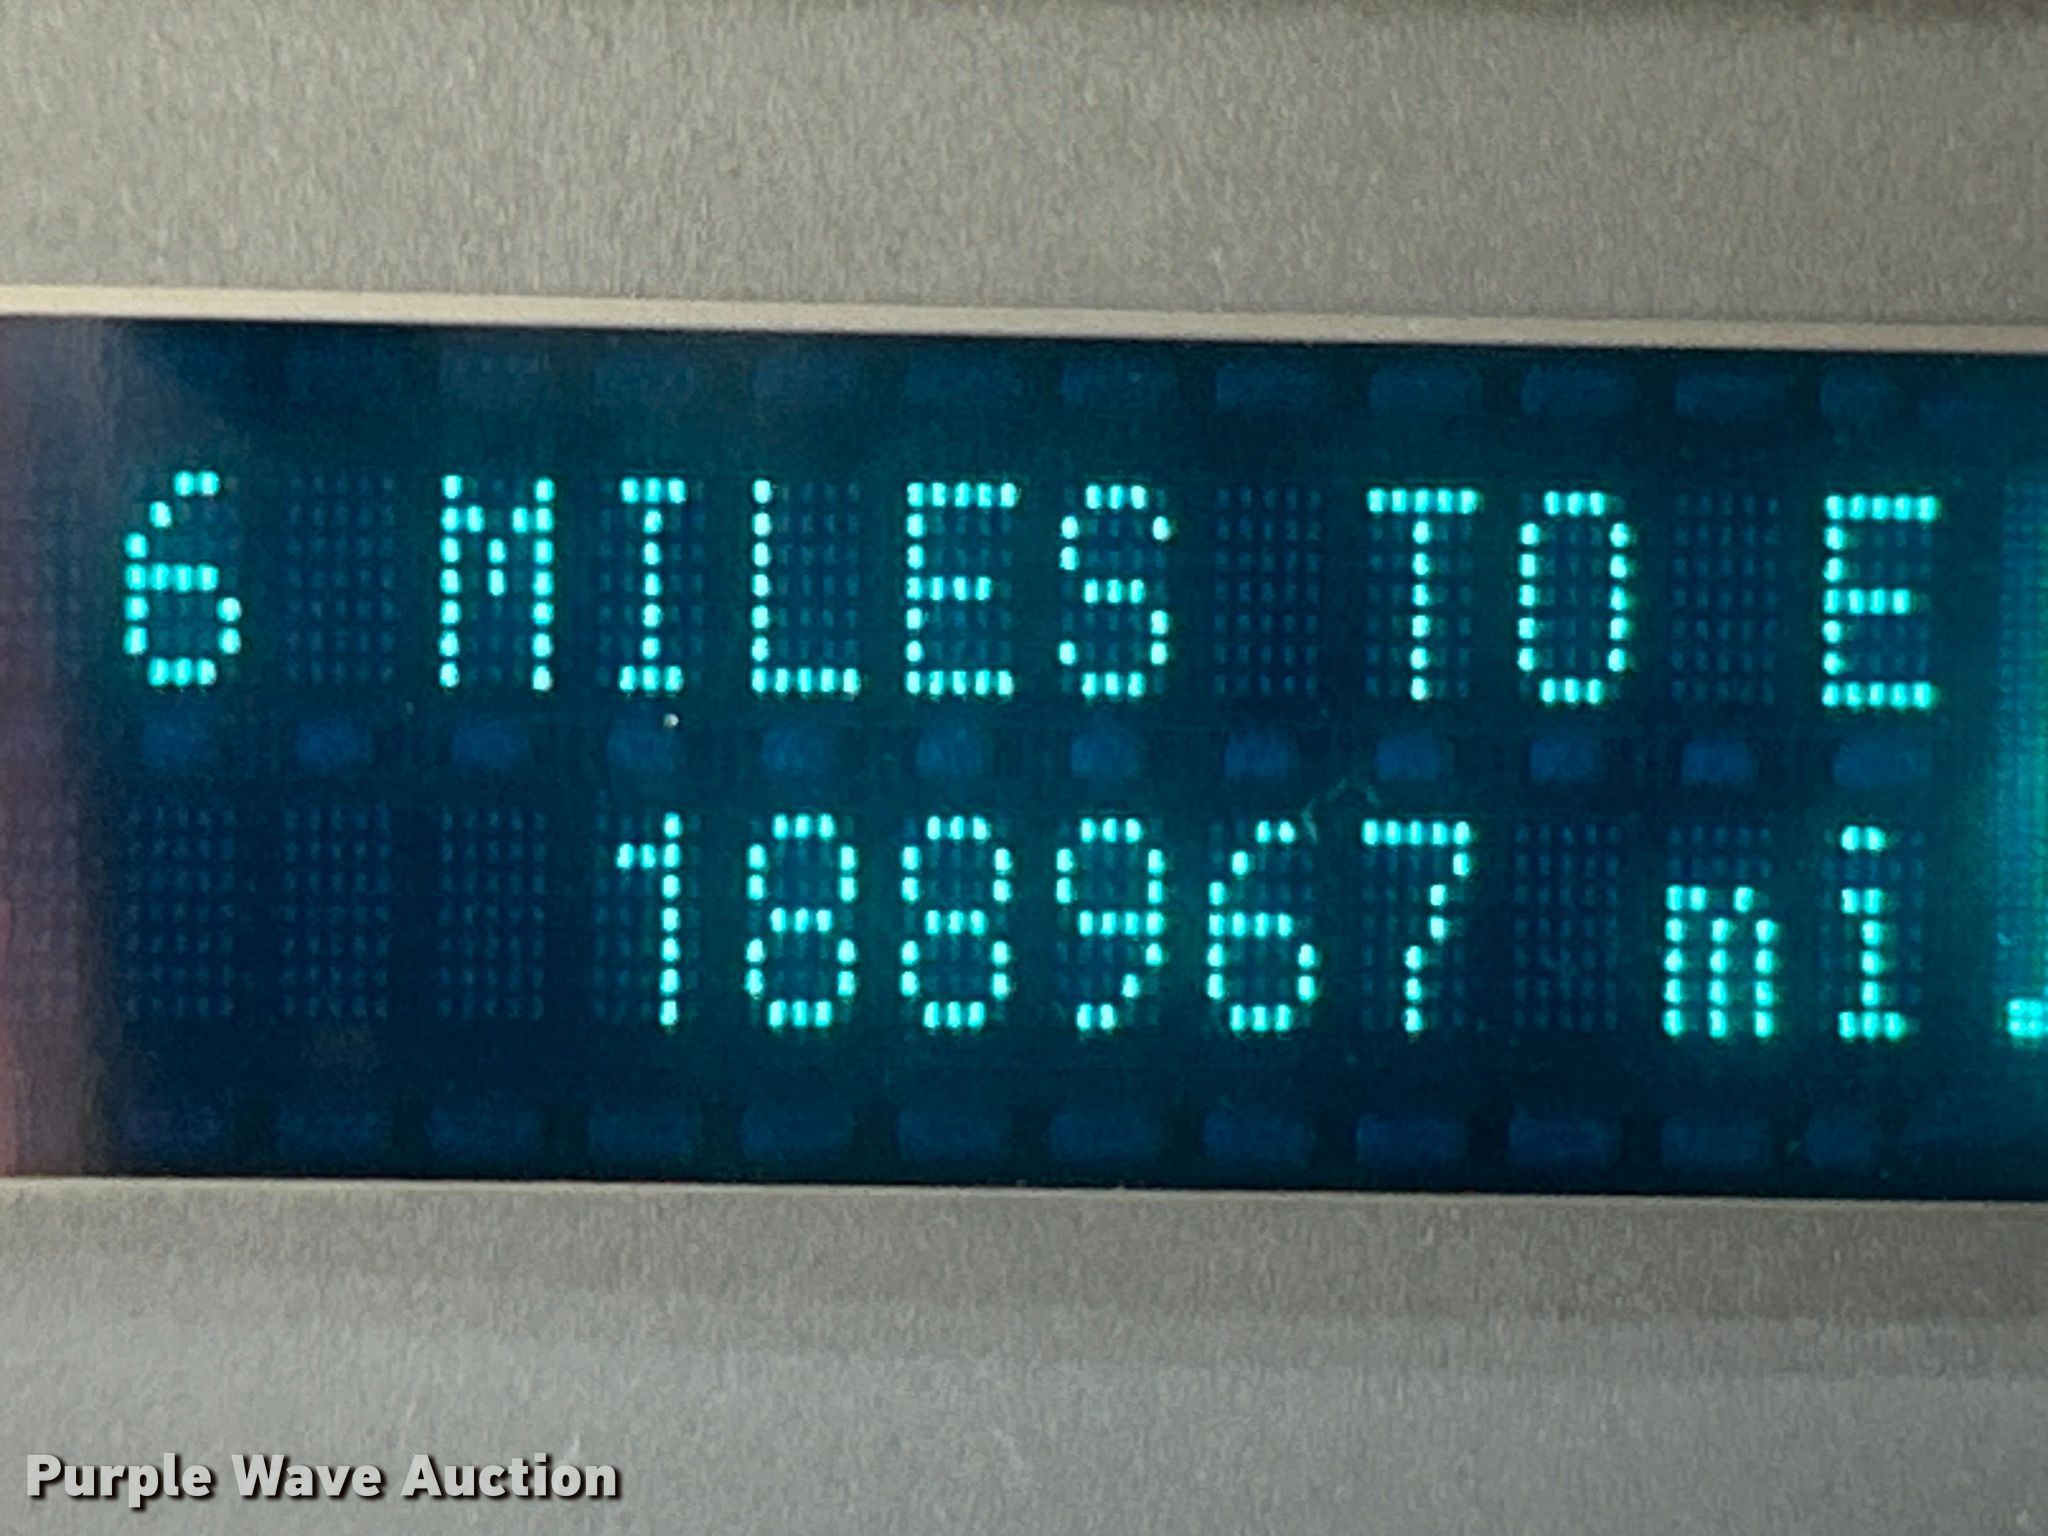 6 MILES TO E
188967 mi.
Purple Wave Auction